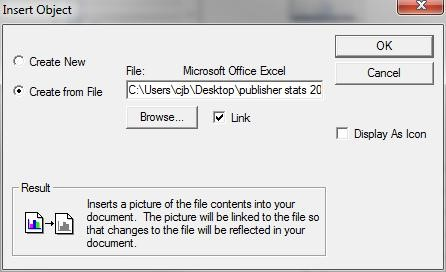 Insert Object
Create New
Create from File
File: Microsoft Office Excel
C:\Users\cjb\Desktop\publisher stats 20
Browse...
Link
OK
Cancel
Display As Icon
Result
Inserts a picture of the file contents into your
document. The picture will be linked to the file so
that changes to the file will be reflected in your
document.